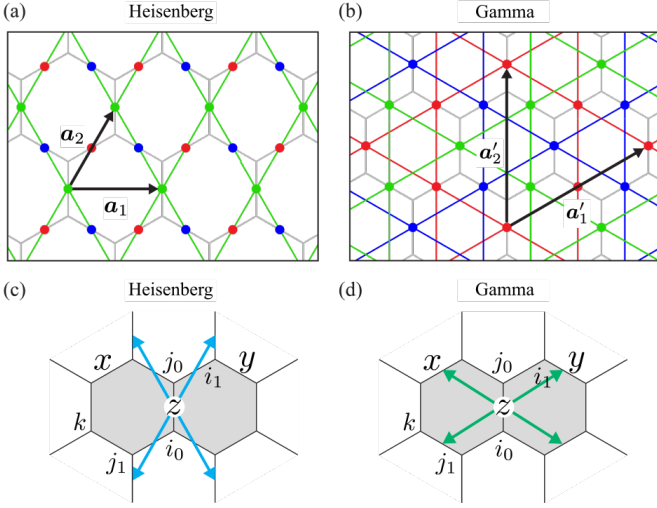 (a) Heisenberg
(b) Gamma
a₂
a₁
a′₂
a′₁
(c) Heisenberg
(d) Gamma
x j₀ y
i₁
z
k
j₁ i₀
x j₀ y
i₁
z
k
j₁ i₀